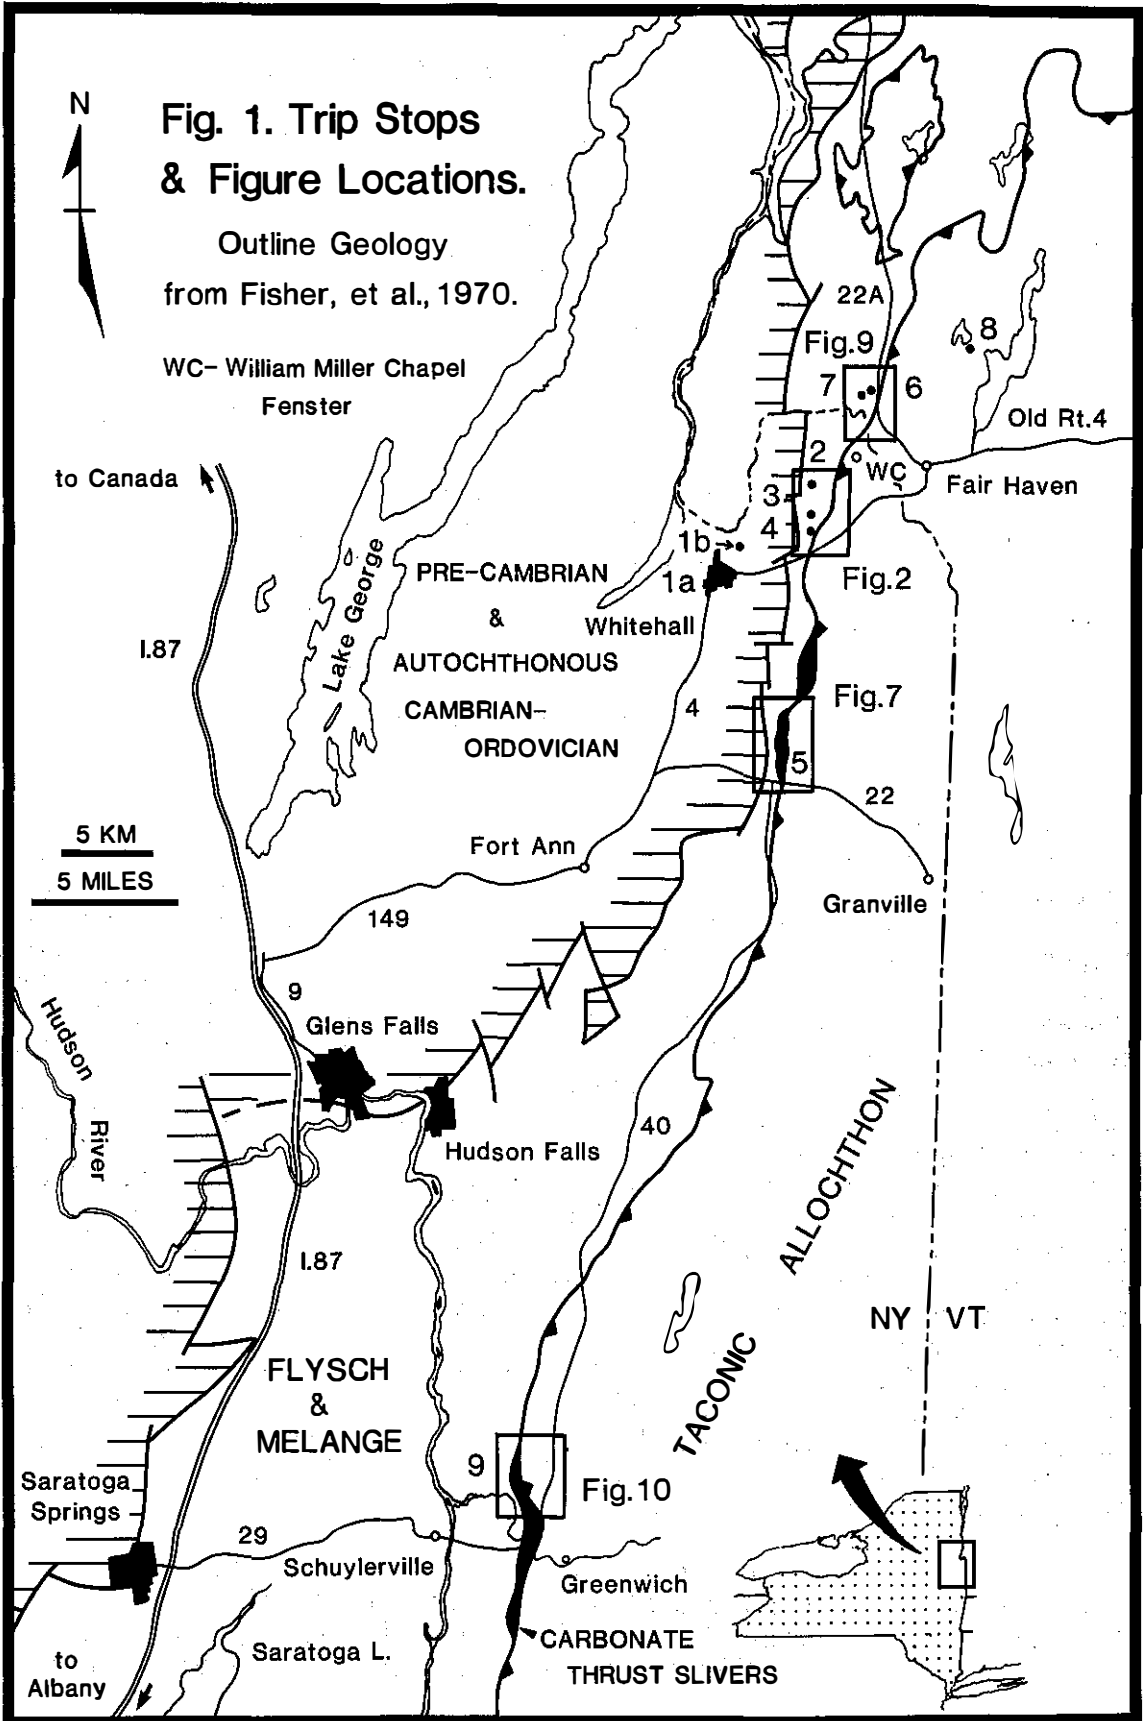 N
Fig. 1. Trip Stops
& Figure Locations.
Outline Geology
from Fisher, et al., 1970.
WC- William Miller Chapel
Fenster
22A
Fig.9
8
7
6
Old Rt.4
to Canada
2
WC
Fair Haven
3
4
1b
1a
Fig.2
Lake George
PRE-CAMBRIAN
&
AUTOCHTHONOUS
CAMBRIAN-
ORDOVICIAN
Whitehall
I.87
4
Fig.7
5
22
5 KM
5 MILES
Fort Ann
Granville
149
9
Hudson
River
Glens Falls
Hudson Falls
40
I.87
TACONIC
ALLOCHTHON
NY
VT
FLYSCH
&
MELANGE
9
Fig.10
Saratoga
Springs
29
Schuylerville
Greenwich
Saratoga L.
CARBONATE
THRUST SLIVERS
to
Albany